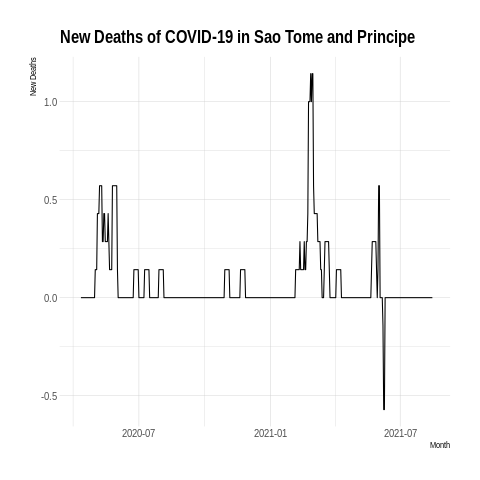 New Deaths of COVID-19 in Sao Tome and Principe
New Deaths
1.0
0.5
0.0
-0.5
2020-07
2021-01
2021-07
Month